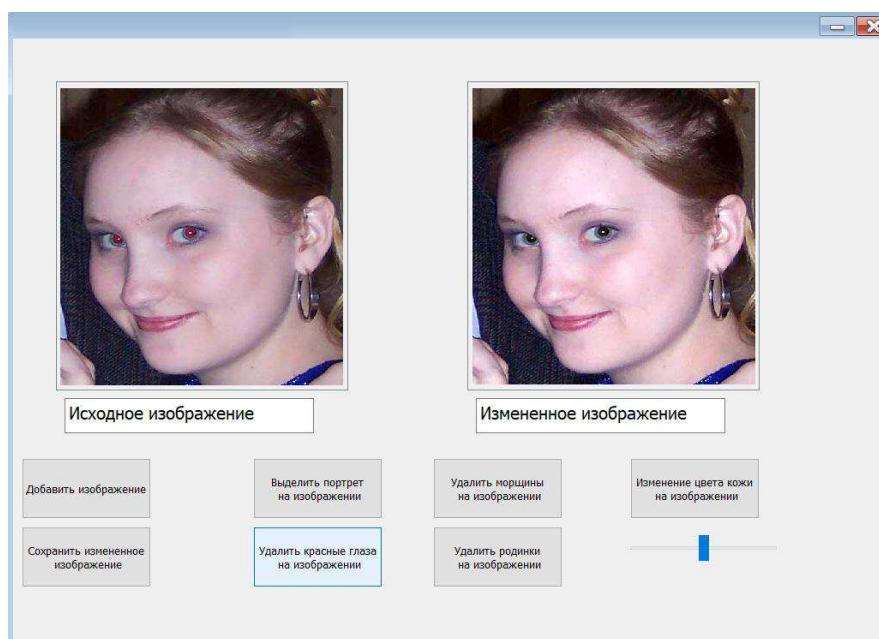 Исходное изображение
Измененное изображение
Добавить изображение
Выделить портрет
на изображении
Удалить морщины
на изображении
Изменение цвета кожи
на изображении
Сохранить измененное
изображение
Удалить красные глаза
на изображении
Удалить родинки
на изображении